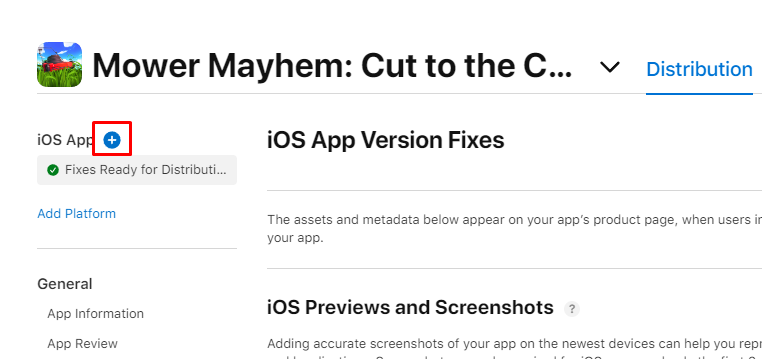 Mower Mayhem: Cut to the C...
Distribution
iOS App
Fixes Ready for Distributi...
Add Platform
General
App Information
App Review
iOS App Version Fixes
The assets and metadata below appear on your app’s product page, when users in
your app.
iOS Previews and Screenshots ?
Adding accurate screenshots of your app on the newest devices can help you repr